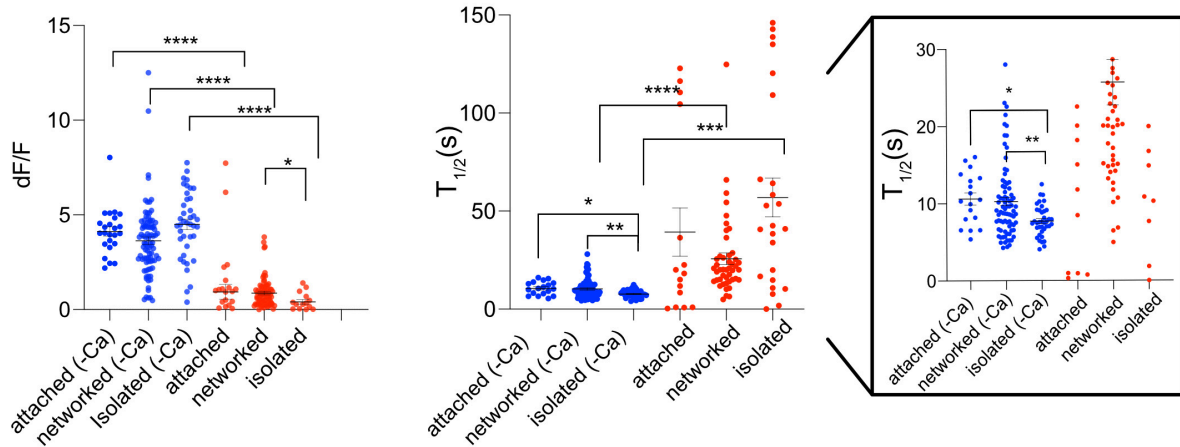 15
10
5
0
dF/F
****
****
****
*
attached (-Ca)
networked (-Ca)
Isolated (-Ca)
attached
networked
isolated
150
100
50
0
T1/2(s)
****
***
*
**
attached (-Ca)
networked (-Ca)
isolated (-Ca)
attached
networked
isolated
30
20
10
0
T1/2(s)
*
**
attached (-Ca)
networked (-Ca)
isolated (-Ca)
attached
networked
isolated